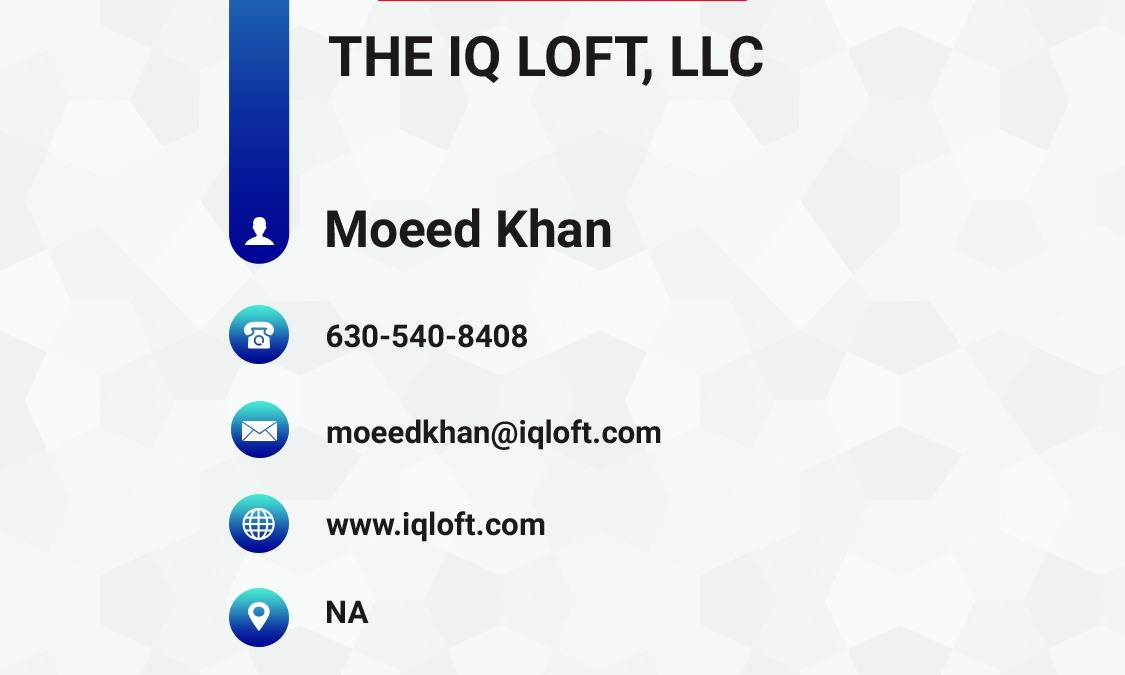 THE IQ LOFT, LLC
Moeed Khan
630-540-8408
moeedkhan@iqloft.com
www.iqloft.com
NA